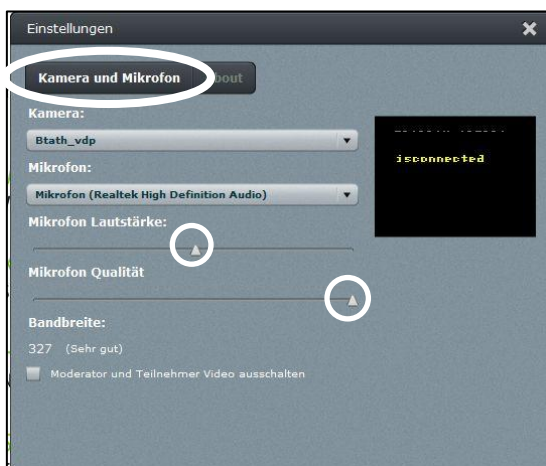 Einstellungen
Kamera und Mikrofon
Kamera:
Btath_vdp
isconnected
Mikrofon:
Mikrofon (Realtek High Definition Audio)
Mikrofon Lautstärke:
Mikrofon Qualität
Bandbreite:
327 (Sehr gut)
Moderator und Teilnehmer Video ausschalten